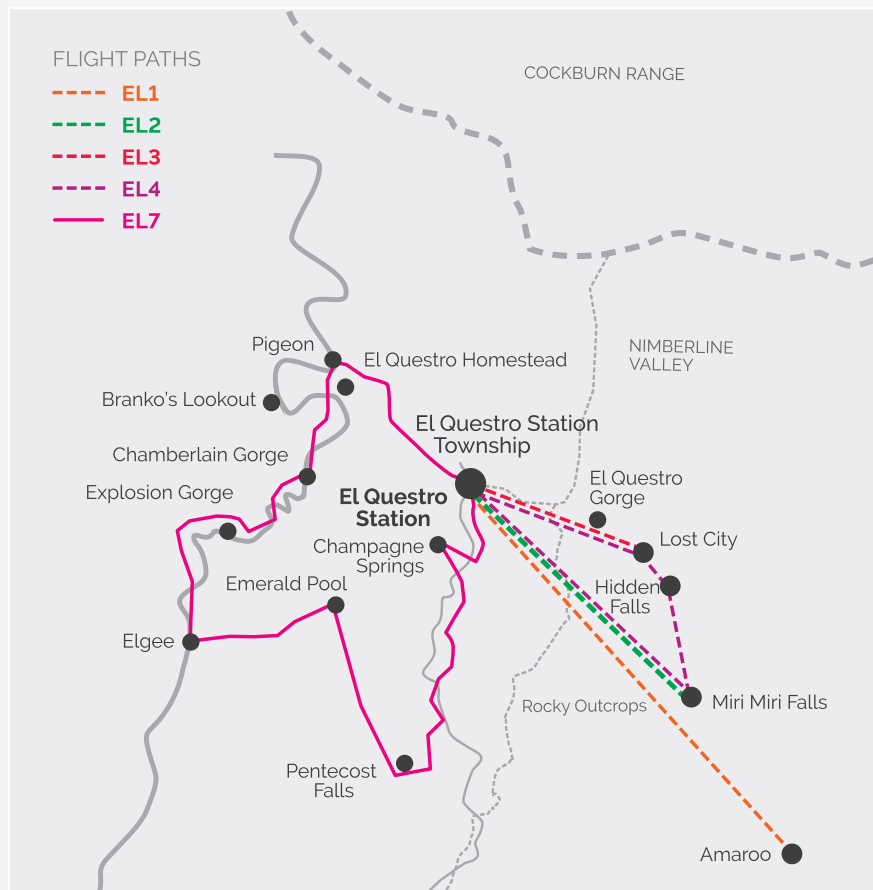 FLIGHT PATHS
EL1
EL2
EL3
EL4
EL7
COCKBURN RANGE
NIMBERLINE
VALLEY
Pigeon
El Questro Homestead
Branko's Lookout
El Questro Station
Township
Chamberlain Gorge
Explosion Gorge
El Questro
Station
El Questro
Gorge
Champagne
Springs
Lost City
Emerald Pool
Hidden
Falls
Elgee
Rocky Outcrops
Miri Miri Falls
Pentecost
Falls
Amaroo